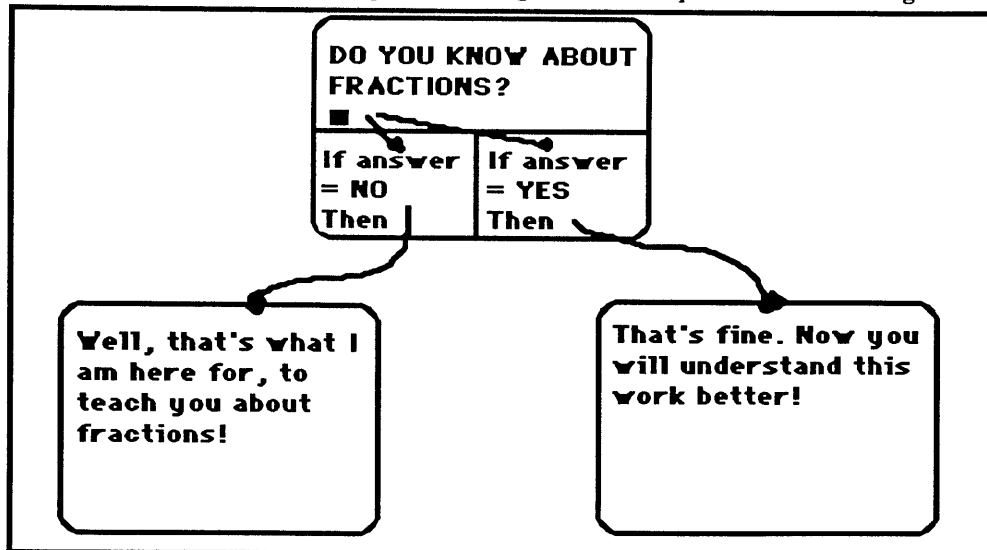 DO YOU KNOW ABOUT
FRACTIONS?
If answer
= NO
Then
If answer
= YES
Then
Well, that's what I
am here for, to
teach you about
fractions!
That's fine. Now you
will understand this
work better!